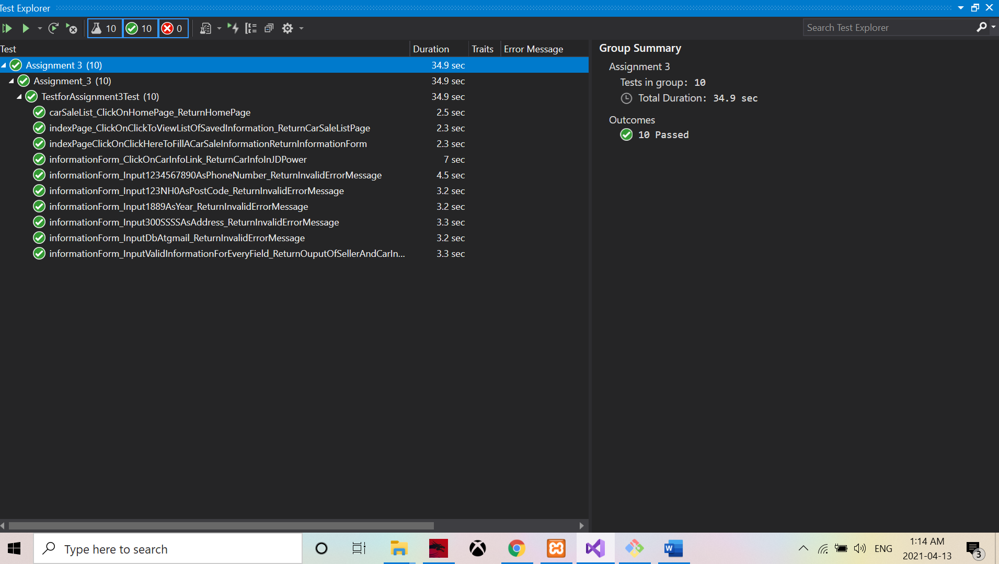 Test Explorer
10 10 0
Search Test Explorer
Test Duration Traits Error Message
Assignment 3 (10) 34.9 sec
Assignment_3 (10) 34.9 sec
TestforAssignment3Test (10) 34.9 sec
carSaleList_ClickOnHomePage_ReturnHomePage 2.5 sec
indexPage_ClickOnClickToViewListOfSavedInformation_ReturnCarSaleListPage 2.3 sec
indexPageClickOnClickHereToFillACarSaleInformationReturnInformationForm 2.3 sec
informationForm_ClickOnCarInfoLink_ReturnCarInfoInJDPower 7 sec
informationForm_Input1234567890AsPhoneNumber_ReturnInvalidErrorMessage 4.5 sec
informationForm_Input123NH0AsPostCode_ReturnInvalidErrorMessage 3.2 sec
informationForm_Input1889AsYear_ReturnInvalidErrorMessage 3.2 sec
informationForm_Input300SSSSAsAddress_ReturnInvalidErrorMessage 3.3 sec
informationForm_InputDbAtgmail_ReturnInvalidErrorMessage 3.2 sec
informationForm_InputValidInformationForEveryField_ReturnOuputOfSellerAndCarIn... 3.3 sec
Group Summary
Assignment 3
Tests in group: 10
Total Duration: 34.9 sec
Outcomes
10 Passed
Type here to search
W
ENG
1:14 AM
2021-04-13
3